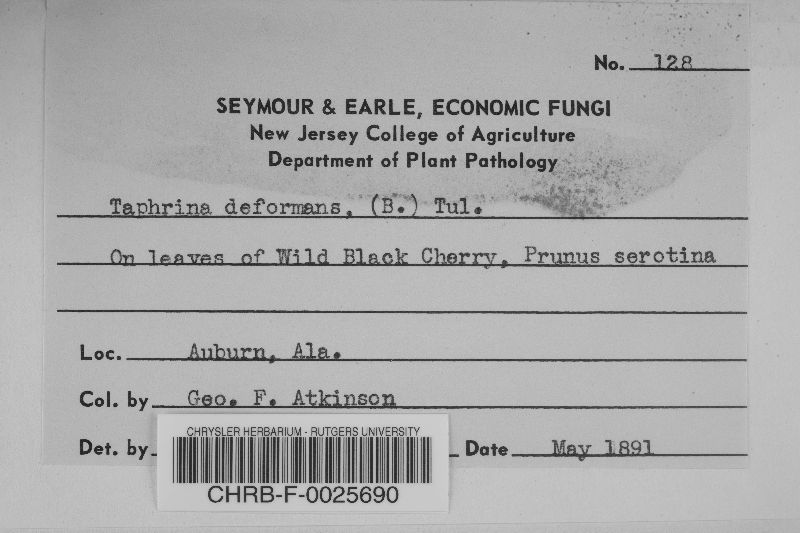 No. 128
SEYMOUR & EARLE, ECONOMIC FUNGI
New Jersey College of Agriculture
Department of Plant Pathology
Taphrina deformans, (B.) Tul.
On leaves of Wild Black Cherry, Prunus serotina
Loc. Auburn, Ala.
Col. by Geo. F. Atkinson
Det. by Date May 1891
CHRYSLER HERBARIUM - RUTGERS UNIVERSITY
CHRB-F-0025690